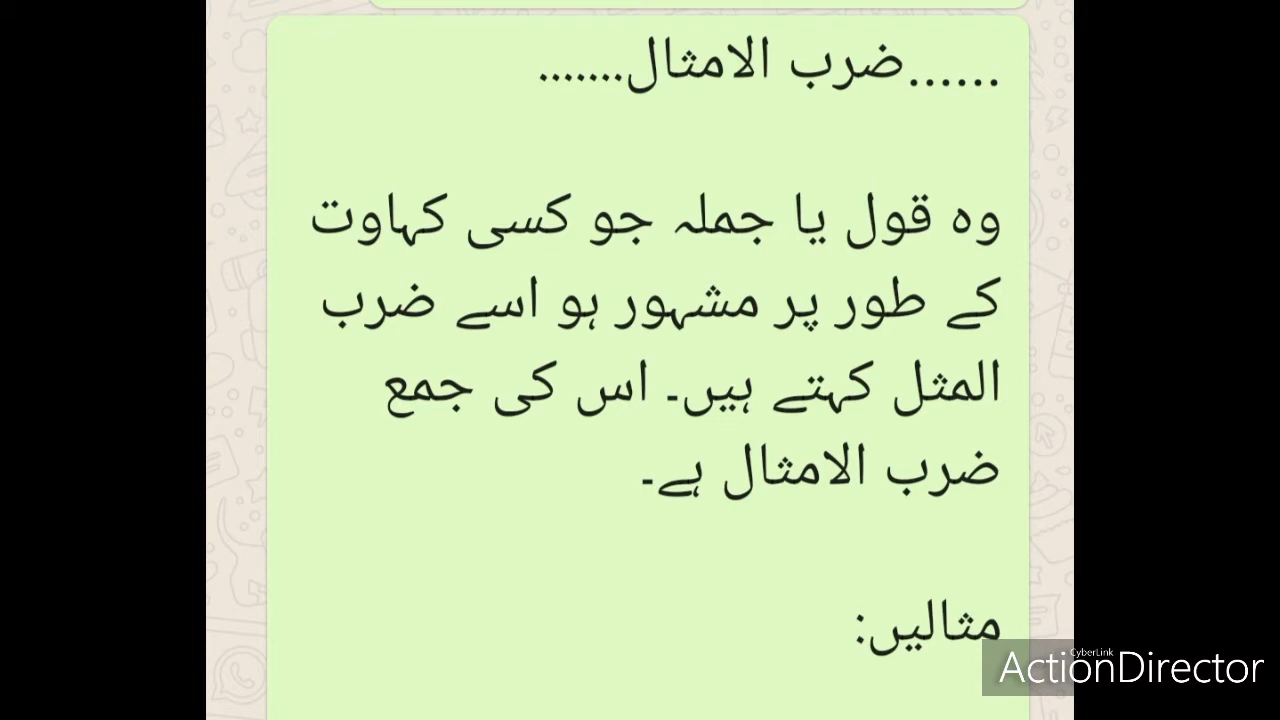 ......ضرب الامثال.......
وہ قول یا جملہ جو کسی کہاوت
کے طور پر مشہور ہو اسے ضرب
المثل کہتے ہیں۔ اس کی جمع
ضرب الامثال ہے۔
مثالیں:
CyberLink
ActionDirector